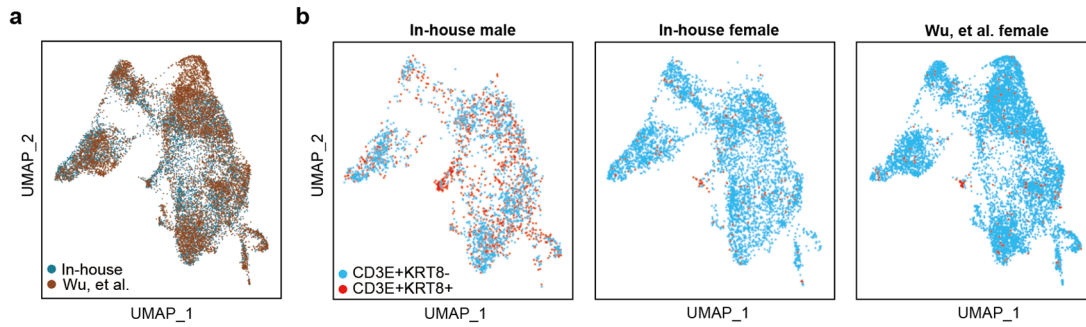 a
b
In-house male
In-house female
Wu, et al. female
UMAP_2
In-house
Wu, et al.
UMAP_1
UMAP_2
CD3E+KRT8-
CD3E+KRT8+
UMAP_1
UMAP_1
UMAP_1